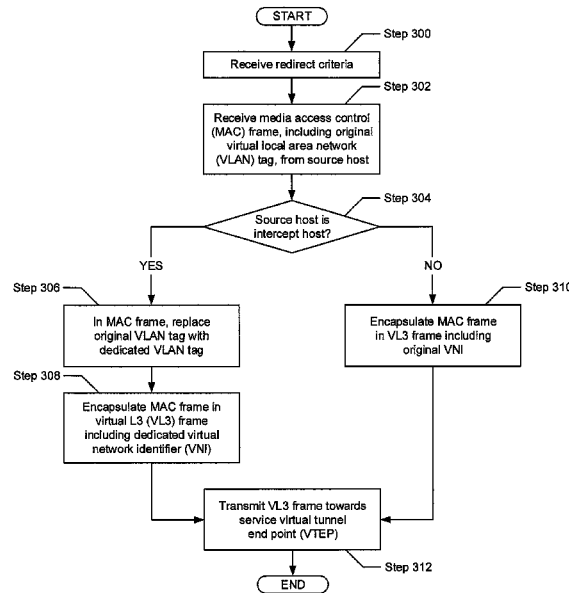 START
Step 300
Receive redirect criteria
Step 302
Receive media access control
(MAC) frame, including original
virtual local area network
(VLAN) tag, from source host
Step 304
Source host is
intercept host?
YES
NO
Step 306
Step 310
In MAC frame, replace
original VLAN tag with
dedicated VLAN tag
Encapsulate MAC frame
in VL3 frame including
original VNI
Step 308
Encapsulate MAC frame in
virtual L3 (VL3) frame
including dedicated virtual
network identifier (VNI)
Transmit VL3 frame towards
service virtual tunnel
end point (VTEP)
Step 312
END